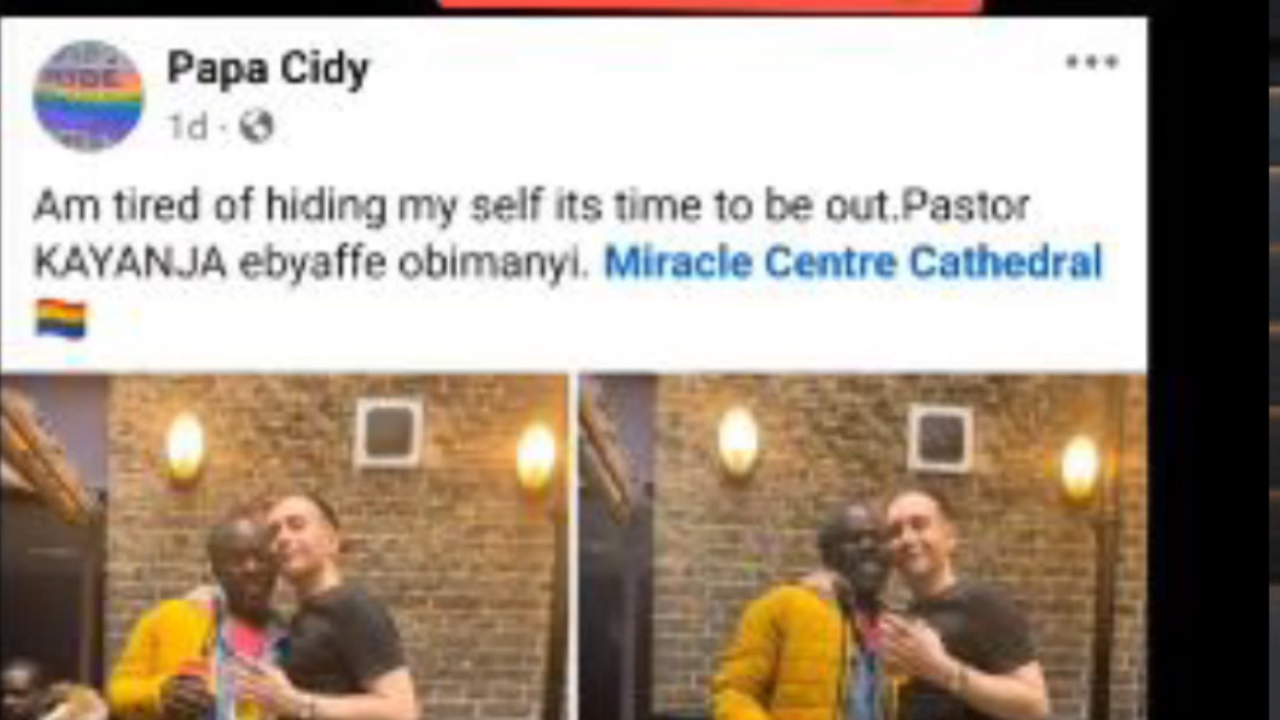 Papa Cidy
1d ·
Am tired of hiding my self its time to be out.Pastor
KAYANJA ebyaffe obimanyi. Miracle Centre Cathedral